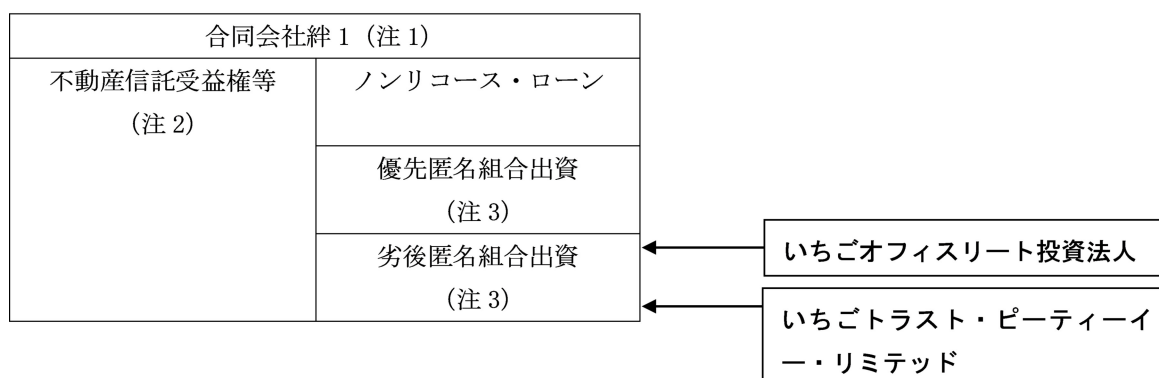 合同会社絆 1（注 1）
不動産信託受益権等
（注 2）
ノンリコース・ローン
優先匿名組合出資
（注 3）
劣後匿名組合出資
（注 3）
いちごオフィスリート投資法人
いちごトラスト・ピーティーイ
ー・リミテッド